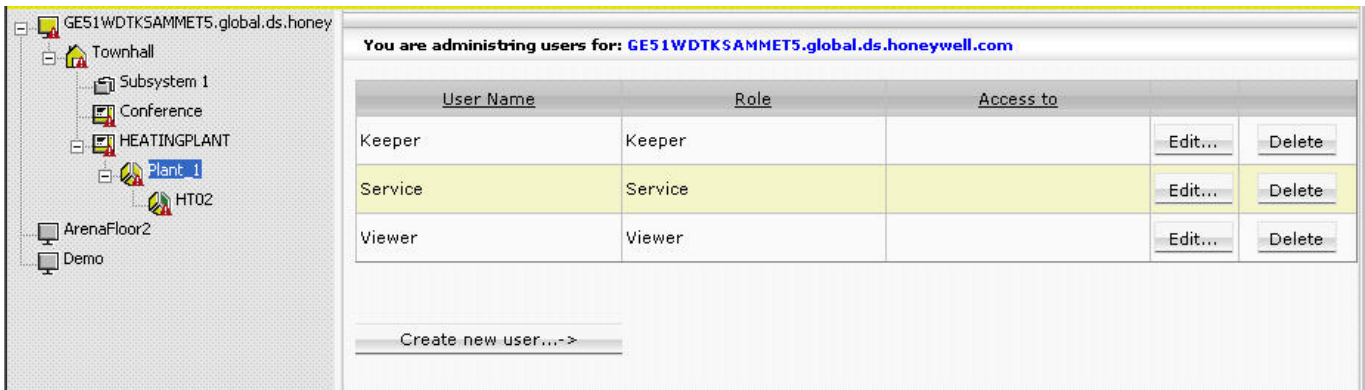 GE51WDTKSAMMET5.global.ds.honey
Townhall
Subsystem 1
Conference
HEATINGPLANT
Plant_1
HT02
ArenaFloor2
Demo
You are administring users for: GE51WDTKSAMMET5.global.ds.honeywell.com
User Name Role Access to
Keeper Keeper Edit... Delete
Service Service Edit... Delete
Viewer Viewer Edit... Delete
Create new user...->